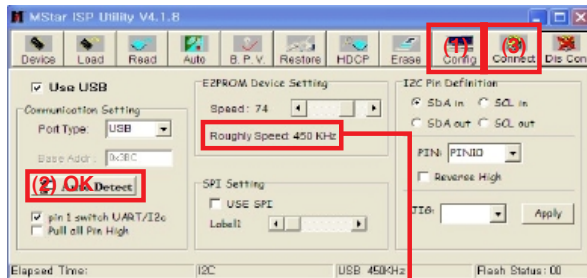 MStar ISP Utility V4.1.8
Device Load Read Auto B.P.V. Restore HDCP Erase Config Connect Dis Con
(1) (3)
Use USB
Communication Setting
Port Type: USB
Base Addr: 0x3BC
(2) OK
Auto Detect
pin 1 switch UART/I2c
Pull all Pin High
E2PROM Device Setting
Speed: 74
Roughly Speed: 450 KHz
SPI Setting
USE SPI
Label1
I2C Pin Definition
SDA in SCL in
SDA out SCL out
PIN: PIN10
Reverse High
JIG: Apply
Elapsed Time: I2C USB 450KHz Flash Status: 00